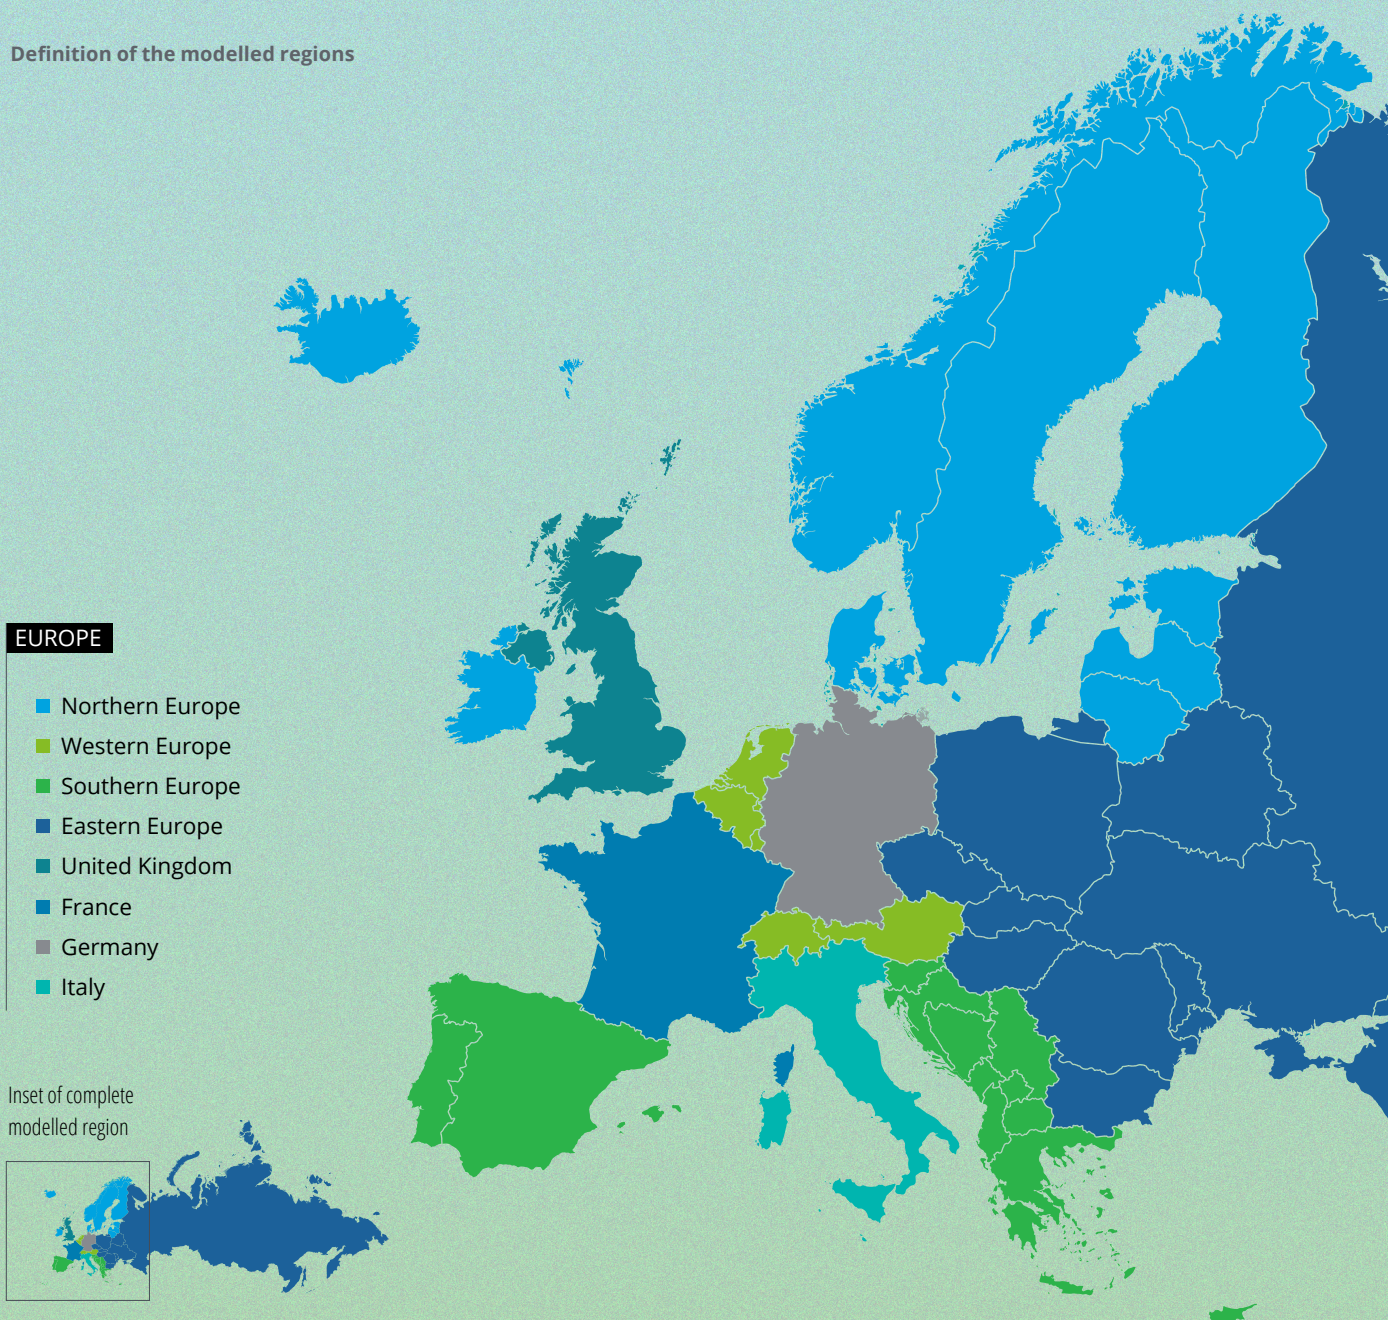 Definition of the modelled regions
EUROPE
Northern Europe
Western Europe
Southern Europe
Eastern Europe
United Kingdom
France
Germany
Italy
Inset of complete
modelled region